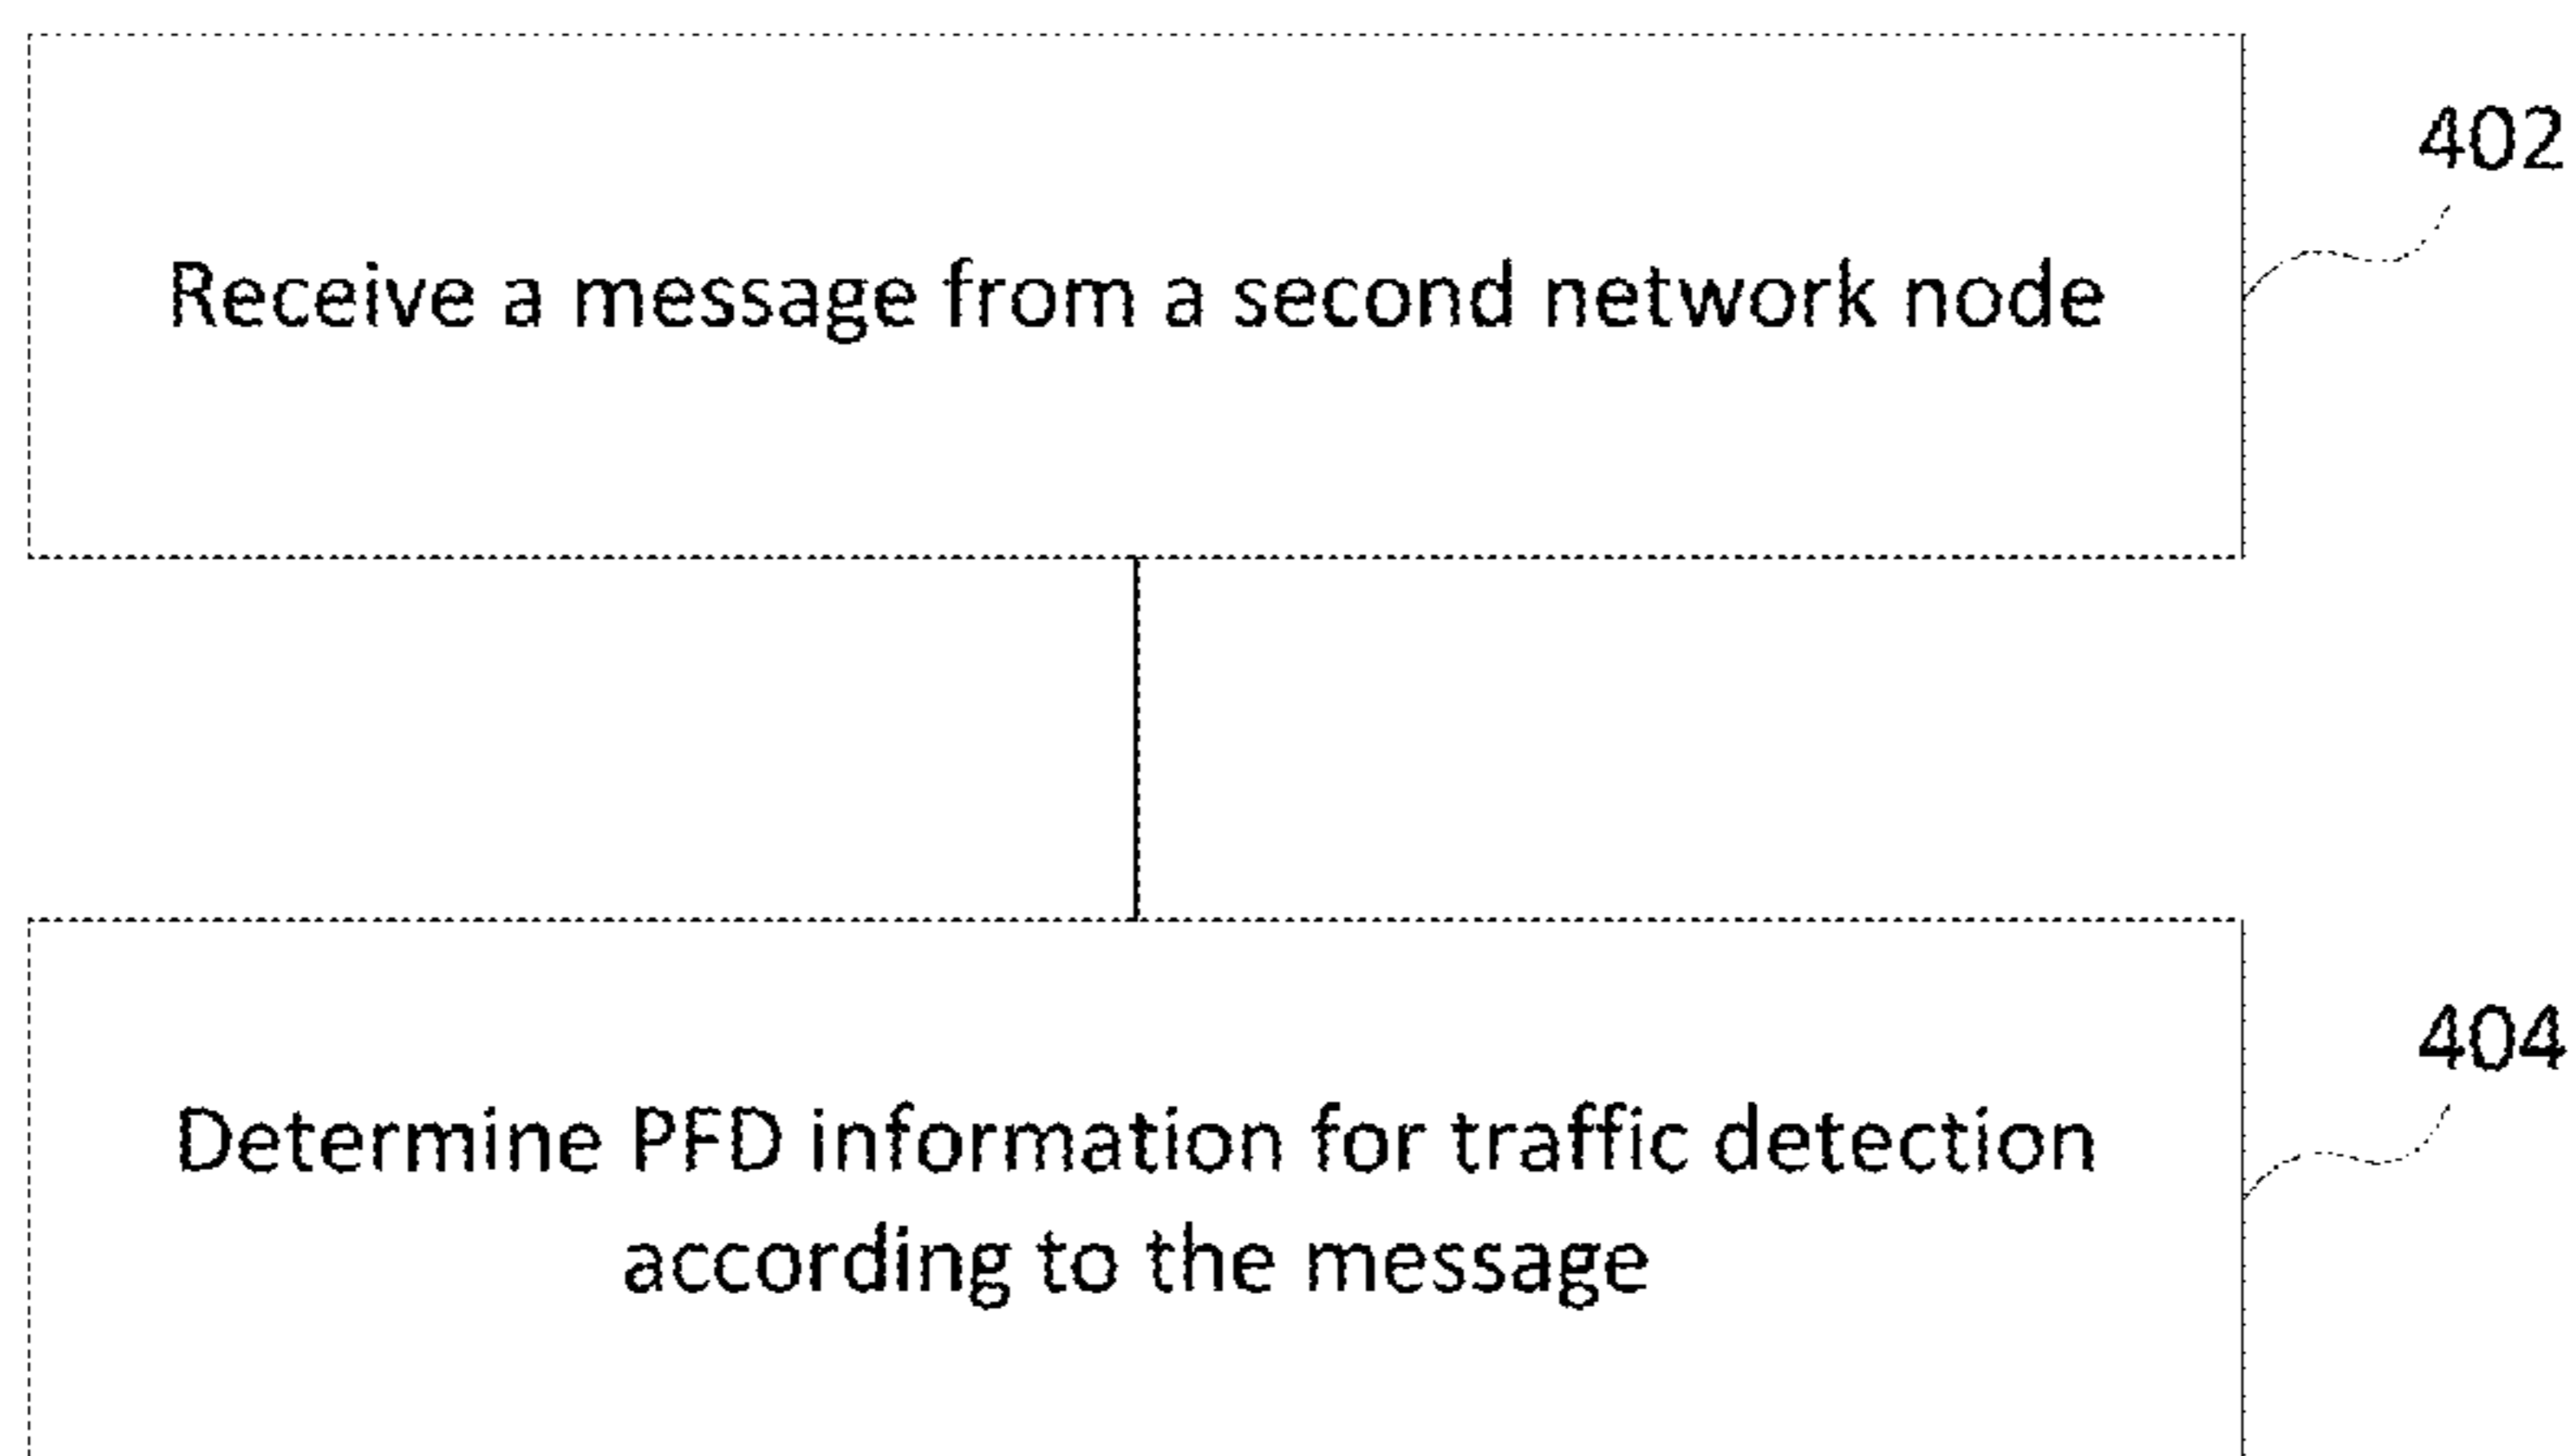 402
Receive a message from a second network node
404
Determine PFD information for traffic detection
according to the message